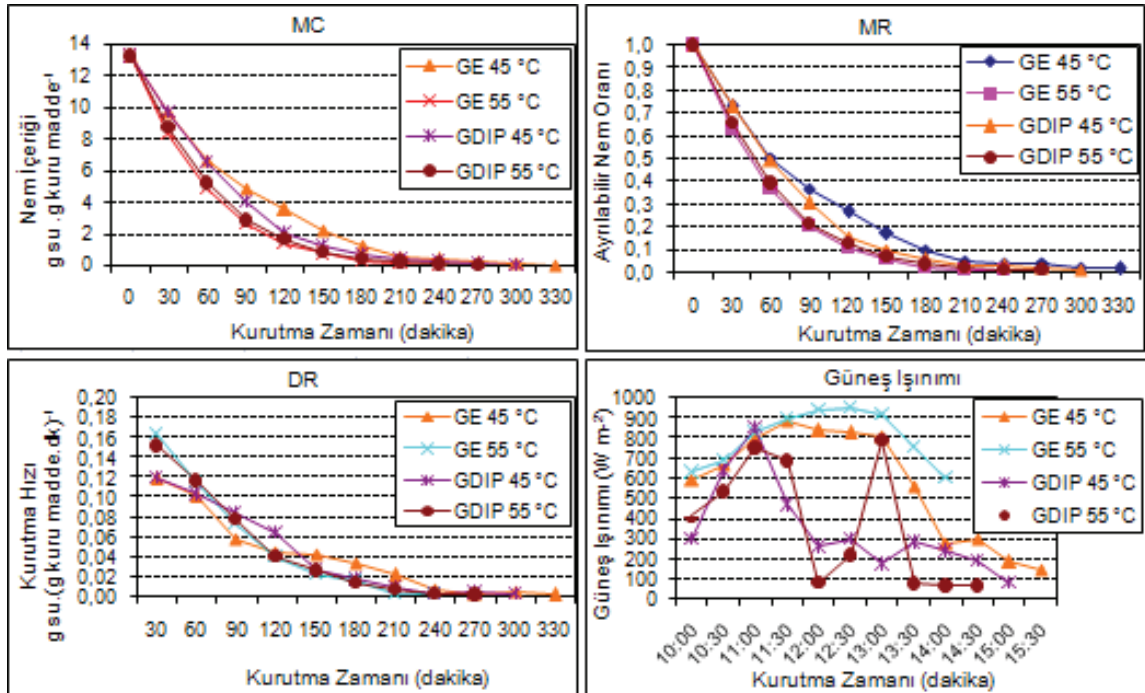 MC
Nem İçeriği
g su .gkuru madde⁻¹
14
12
10
8
6
4
2
0
GE 45 °C
GE 55 °C
GDIP 45 °C
GDIP 55 °C
0 30 60 90 120 150 180 210 240 270 300 330
Kurutma Zamanı (dakika)
MR
Ayrılabilir Nem Oranı
1,0
0,9
0,8
0,7
0,6
0,5
0,4
0,3
0,2
0,1
0,0
GE 45 °C
GE 55 °C
GDIP 45 °C
GDIP 55 °C
0 30 60 90 120 150 180 210 240 270 300 330
Kurutma Zamanı (dakika)
DR
Kurutma Hızı
g su.(g kuru madde.dk)⁻¹
0,20
0,18
0,16
0,14
0,12
0,10
0,08
0,06
0,04
0,02
0,00
GE 45 °C
GE 55 °C
GDIP 45 °C
GDIP 55 °C
30 60 90 120 150 180 210 240 270 300 330
Kurutma Zamanı (dakika)
Güneş Işınımı
Güneş Işınımı (W m⁻²)
1000
900
800
700
600
500
400
300
200
100
0
GE 45 °C
GE 55 °C
GDIP 45 °C
GDIP 55 °C
10:00 10:30 11:00 11:30 12:00 12:30 13:00 13:30 14:00 14:30 15:00 15:30
Kurutma Zamanı (dakika)